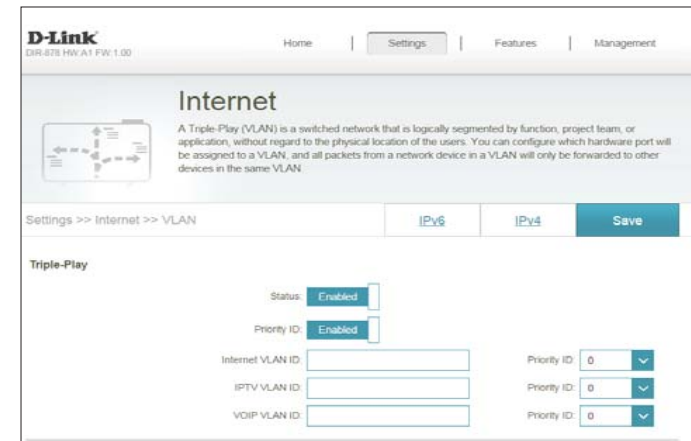 D-Link
DIR-878 HW:A1 FW:1.00
Home | Settings | Features | Management
Internet
A Triple-Play (VLAN) is a switched network that is logically segmented by function, project team, or
application, without regard to the physical location of the users. You can configure which hardware port will
be assigned to a VLAN, and all packets from a network device in a VLAN will only be forwarded to other
devices in the same VLAN
Settings >> Internet >> VLAN IPv6 IPv4 Save
Triple-Play
Status: Enabled
Priority ID: Enabled
Internet VLAN ID: Priority ID: 0
IPTV VLAN ID: Priority ID: 0
VOIP VLAN ID: Priority ID: 0